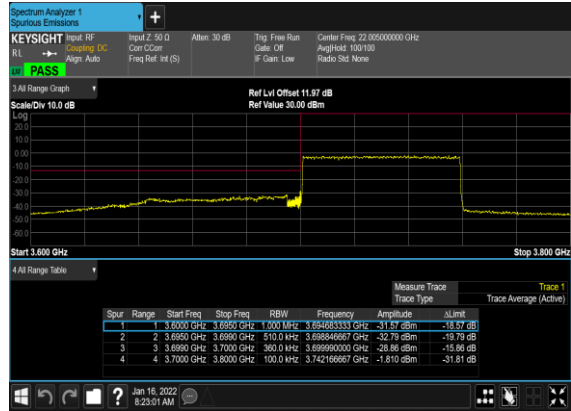 Spectrum Analyzer 1
Spurious Emissions
KEYSIGHT
RL
Input: RF
Coupling: DC
Align: Auto
Input Z: 50 Ω
Corr CCorr
Freq Ref: Int (S)
Atten: 30 dB
Trig: Free Run
Gate: Off
IF Gain: Low
Center Freq: 22.005000000 GHz
Avg|Hold: 100/100
Radio Std: None
PASS
3 All Range Graph
Scale/Div 10.0 dB
Ref Lvl Offset 11.97 dB
Ref Value 30.00 dBm
Log
20.0
10.0
0.00
-10.0
-20.0
-30.0
-40.0
-50.0
-60.0
Start 3.600 GHz Stop 3.800 GHz
4 All Range Table
Measure Trace Trace 1
Trace Type Trace Average (Active)
Spur Range Start Freq Stop Freq RBW Frequency Amplitude ΔLimit
1 1 3.6000 GHz 3.6950 GHz 1.000 MHz 3.694683333 GHz -31.57 dBm -18.57 dB
2 2 3.6950 GHz 3.6990 GHz 510.0 kHz 3.698846667 GHz -32.79 dBm -19.79 dB
3 3 3.6990 GHz 3.7000 GHz 360.0 kHz 3.699990000 GHz -28.86 dBm -15.86 dB
4 4 3.7000 GHz 3.8000 GHz 100.0 kHz 3.742166667 GHz -1.810 dBm -31.81 dB
?
Jan 16, 2022
8:23:01 AM